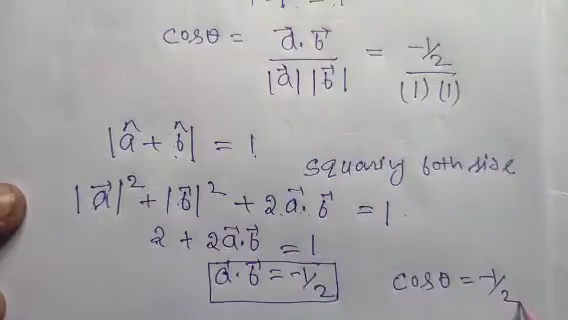 cosθ = a⃗·b⃗ / |a⃗| |b⃗| = -1/2 / (1)(1)
|â + b̂| = 1
squaring both side
|a⃗|² + |b⃗|² + 2a⃗·b⃗ = 1
2 + 2a⃗·b⃗ = 1
a⃗·b⃗ = -1/2
cosθ = -1/2